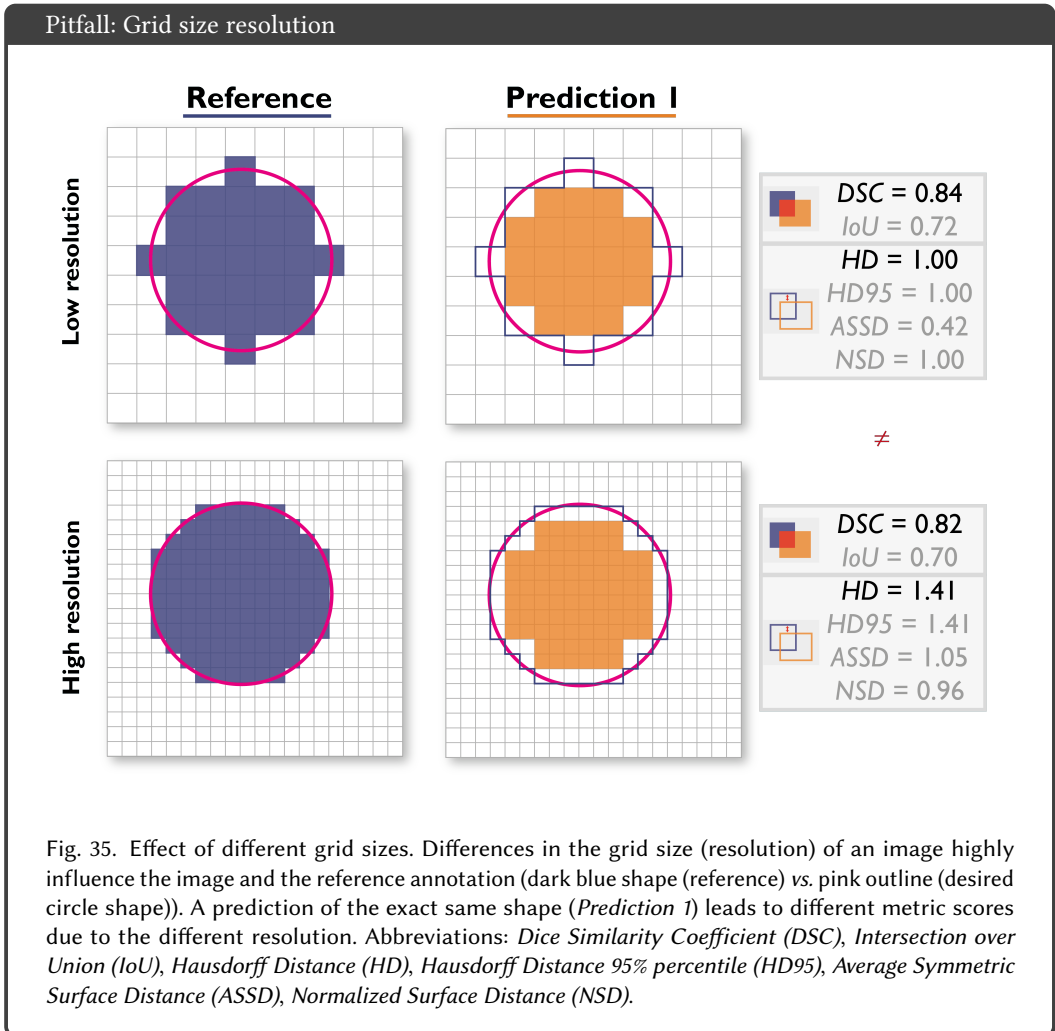 Pitfall: Grid size resolution
Reference
Prediction 1
Low resolution
DSC = 0.84
IoU = 0.72
HD = 1.00
HD95 = 1.00
ASSD = 0.42
NSD = 1.00
≠
High resolution
DSC = 0.82
IoU = 0.70
HD = 1.41
HD95 = 1.41
ASSD = 1.05
NSD = 0.96
Fig. 35. Effect of different grid sizes. Differences in the grid size (resolution) of an image highly
influence the image and the reference annotation (dark blue shape (reference) vs. pink outline (desired
circle shape)). A prediction of the exact same shape (Prediction 1) leads to different metric scores
due to the different resolution. Abbreviations: Dice Similarity Coefficient (DSC), Intersection over
Union (IoU), Hausdorff Distance (HD), Hausdorff Distance 95% percentile (HD95), Average Symmetric
Surface Distance (ASSD), Normalized Surface Distance (NSD).